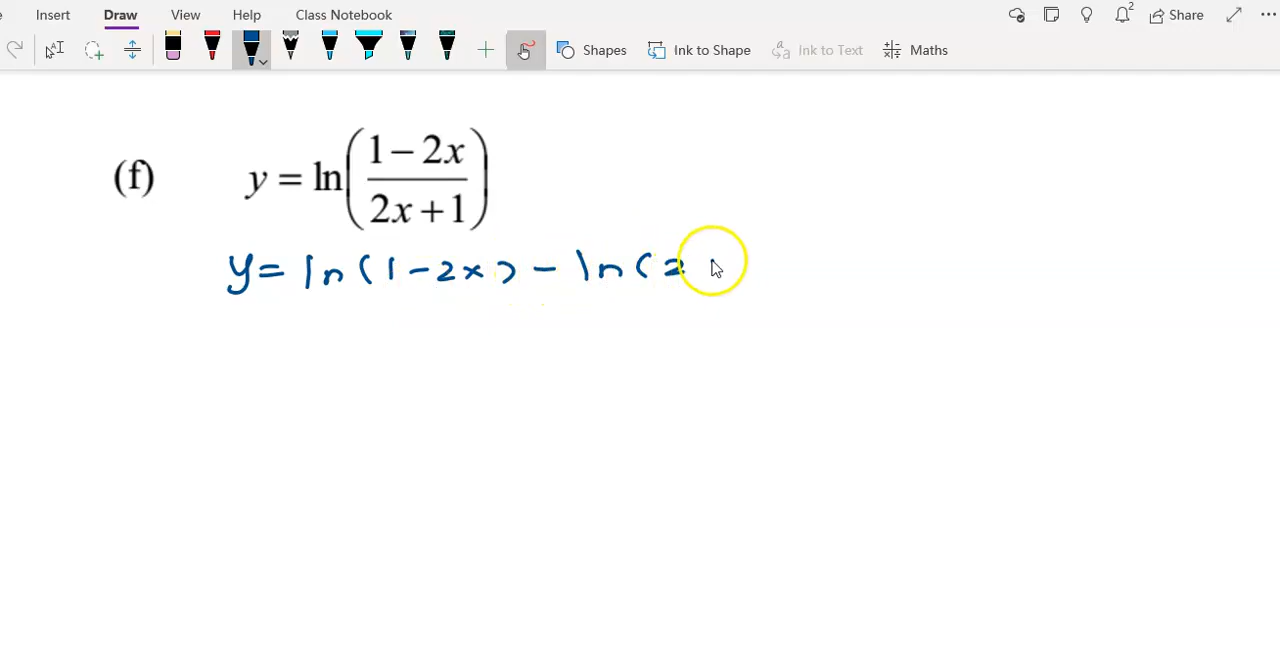 Insert Draw View Help Class Notebook
2 Share ...
Shapes Ink to Shape Ink to Text Maths
(f) y = ln((1 − 2x)/(2x + 1))
y = ln(1 - 2x) - ln(2